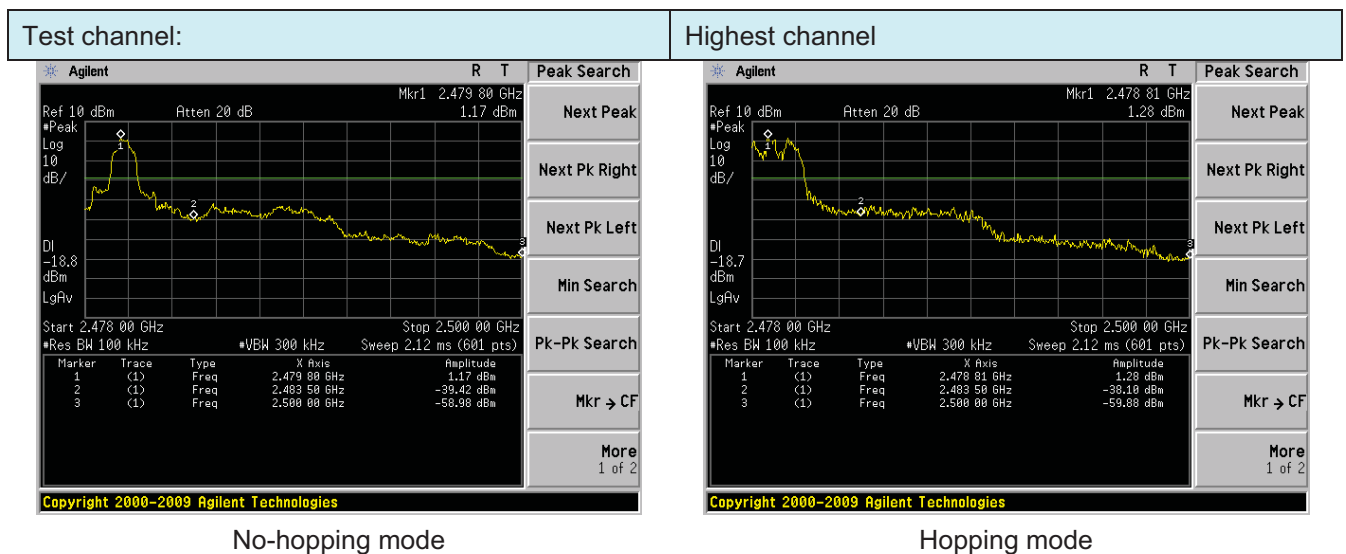 Test channel: Highest channel
Agilent R T Peak Search
Mkr1 2.479 80 GHz
Ref 10 dBm Atten 20 dB 1.17 dBm
#Peak
Log
10
dB/
1
2
3
DI
-18.8
dBm
LgAv
Start 2.478 00 GHz Stop 2.500 00 GHz
#Res BW 100 kHz #VBW 300 kHz Sweep 2.12 ms (601 pts)
Marker Trace Type X Axis Amplitude
1 (1) Freq 2.479 80 GHz 1.17 dBm
2 (1) Freq 2.483 50 GHz -39.42 dBm
3 (1) Freq 2.500 00 GHz -58.98 dBm
Copyright 2000-2009 Agilent Technologies
Next Peak
Next Pk Right
Next Pk Left
Min Search
Pk-Pk Search
Mkr → CF
More
1 of 2
No-hopping mode
Agilent R T Peak Search
Mkr1 2.478 81 GHz
Ref 10 dBm Atten 20 dB 1.28 dBm
#Peak
Log
10
dB/
1
2
3
DI
-18.7
dBm
LgAv
Start 2.478 00 GHz Stop 2.500 00 GHz
#Res BW 100 kHz #VBW 300 kHz Sweep 2.12 ms (601 pts)
Marker Trace Type X Axis Amplitude
1 (1) Freq 2.478 81 GHz 1.28 dBm
2 (1) Freq 2.483 50 GHz -38.10 dBm
3 (1) Freq 2.500 00 GHz -59.88 dBm
Copyright 2000-2009 Agilent Technologies
Next Peak
Next Pk Right
Next Pk Left
Min Search
Pk-Pk Search
Mkr → CF
More
1 of 2
Hopping mode